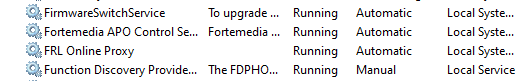 FirmwareSwitchService To upgrade ... Running Automatic Local Syste...
Fortemedia APO Control Se... Fortemedia ... Running Automatic Local Syste...
FRL Online Proxy Running Automatic Local Syste...
Function Discovery Provide... The FDPHO... Running Manual Local Service